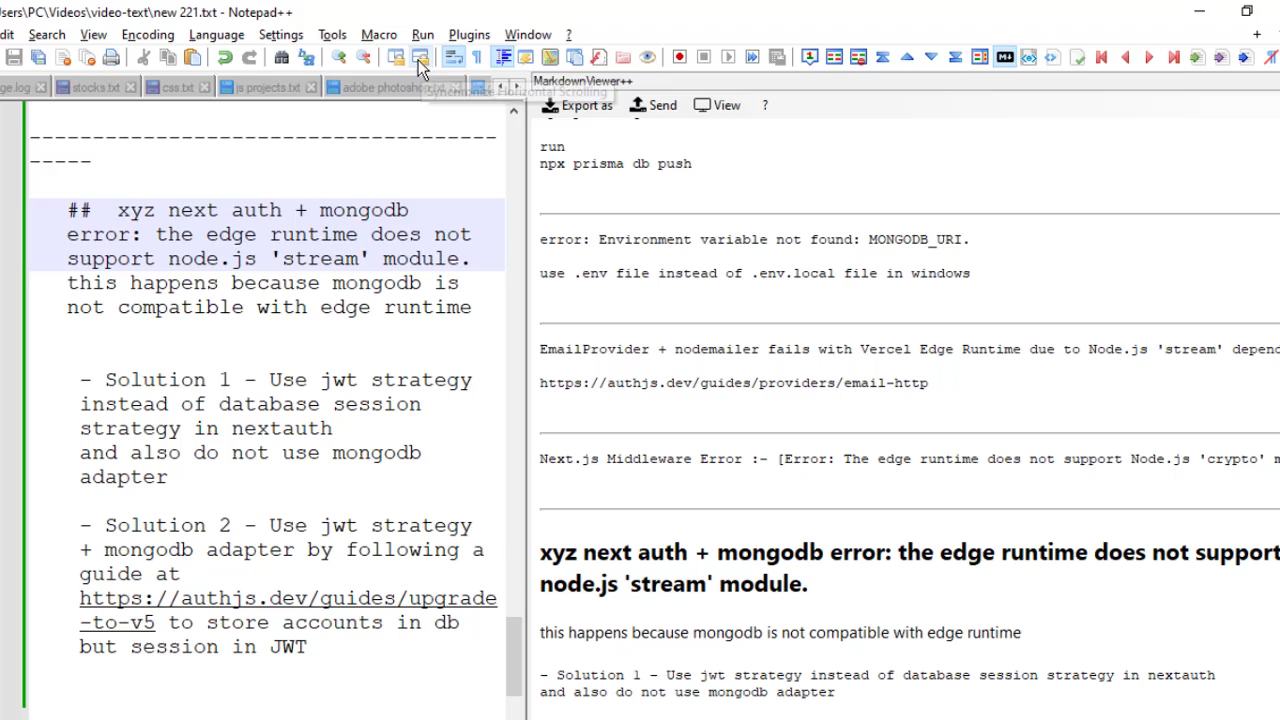 sers\PC\Videos\video-text\new 221.txt - Notepad++
dit Search View Encoding Language Settings Tools Macro Run Plugins Window ?
ge.log stocks.txt css.txt js projects.txt adobe photoshop.txt
Synchronize Horizontal Scrolling
---------------------------------------
-----
## xyz next auth + mongodb
error: the edge runtime does not
support node.js 'stream' module.
this happens because mongodb is
not compatible with edge runtime
- Solution 1 - Use jwt strategy
instead of database session
strategy in nextauth
and also do not use mongodb
adapter
- Solution 2 - Use jwt strategy
+ mongodb adapter by following a
guide at
https://authjs.dev/guides/upgrade
-to-v5 to store accounts in db
but session in JWT
MarkdownViewer++
Export as Send View ?
run
npx prisma db push
error: Environment variable not found: MONGODB_URI.
use .env file instead of .env.local file in windows
EmailProvider + nodemailer fails with Vercel Edge Runtime due to Node.js 'stream' depend
https://authjs.dev/guides/providers/email-http
Next.js Middleware Error :- [Error: The edge runtime does not support Node.js 'crypto' m
xyz next auth + mongodb error: the edge runtime does not support
node.js 'stream' module.
this happens because mongodb is not compatible with edge runtime
- Solution 1 - Use jwt strategy instead of database session strategy in nextauth
and also do not use mongodb adapter